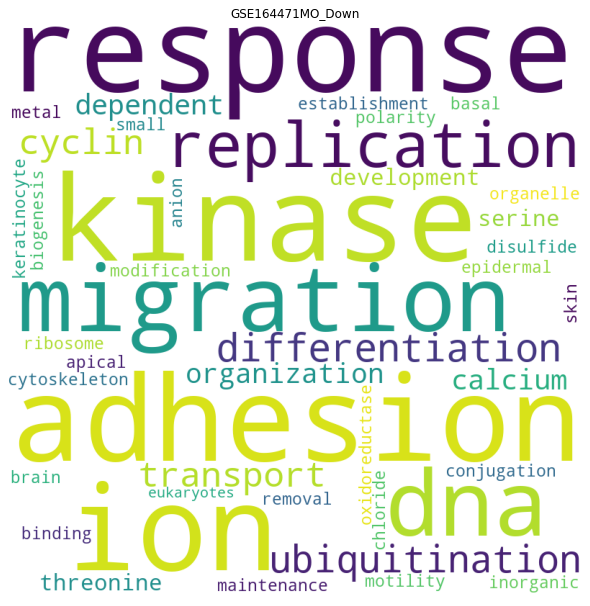 GSE164471MO_Down
response
metal
dependent
small
establishment
basal
polarity
cyclin
replication
keratinocyte
biogenesis
anion
development
organelle
kinase
serine
disulfide
modification
epidermal
migration
skin
ribosome
apical
differentiation
cytoskeleton
organization
calcium
adhesion
oxidoreductase
brain
transport
conjugation
eukaryotes
removal
chloride
dna
ion
binding
ubiquitination
threonine
maintenance
motility
inorganic